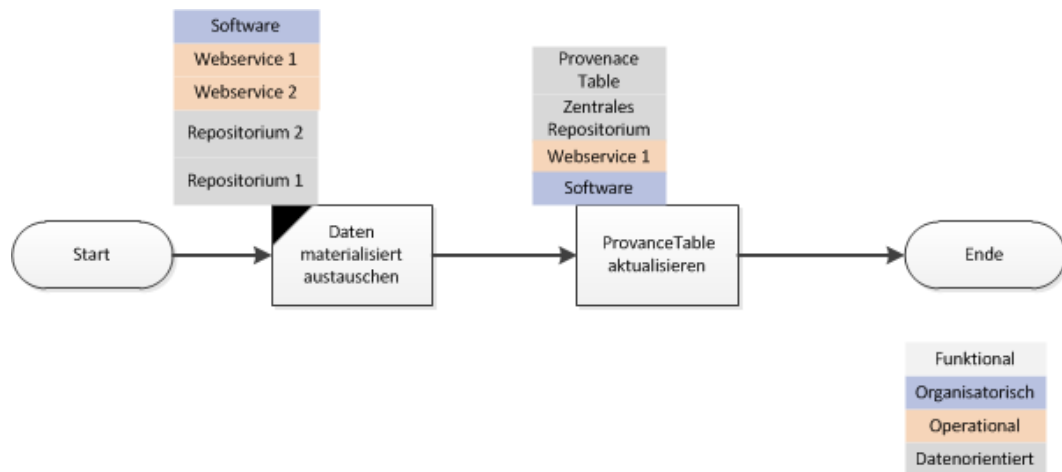 Software
Webservice 1
Webservice 2
Repositorium 2
Repositorium 1
Provenace
Table
Zentrales
Repositorium
Webservice 1
Software
Start
Daten
materialisiert
austauschen
ProvanceTable
aktualisieren
Ende
Funktional
Organisatorisch
Operational
Datenorientiert